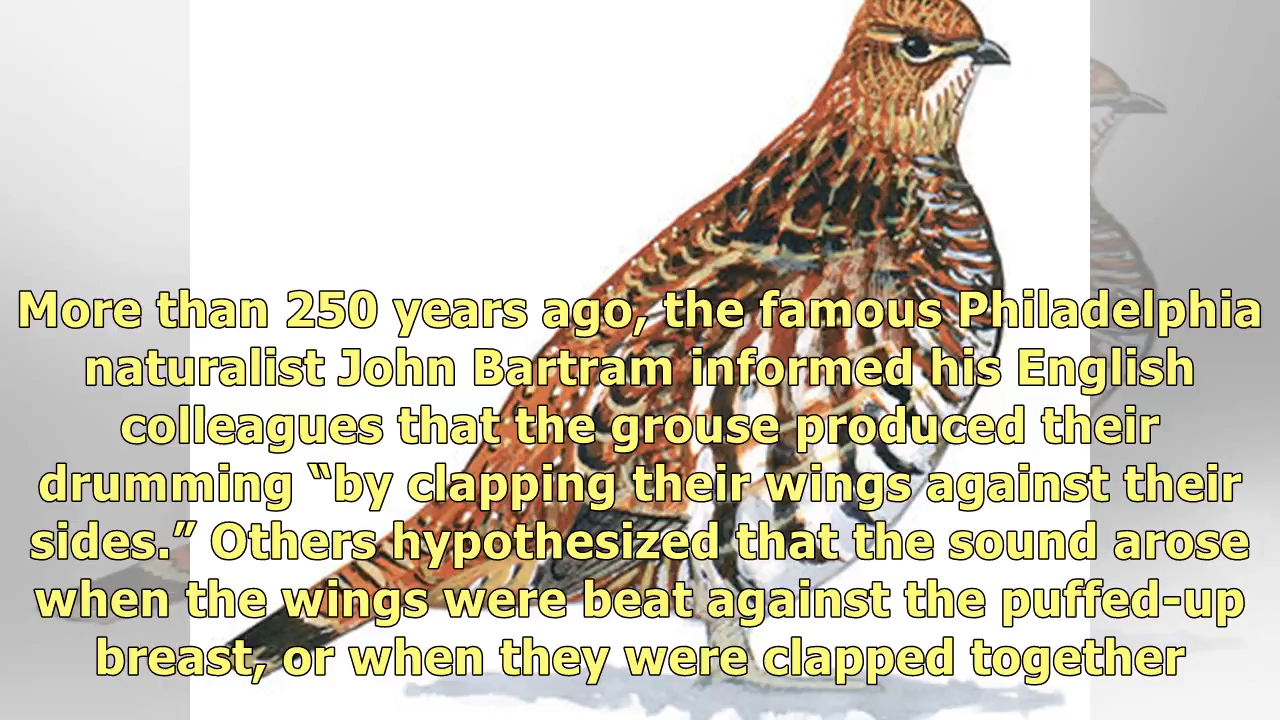 More than 250 years ago, the famous Philadelphia
naturalist John Bartram informed his English
colleagues that the grouse produced their
drumming “by clapping their wings against their
sides.” Others hypothesized that the sound arose
when the wings were beat against the puffed-up
breast, or when they were clapped together